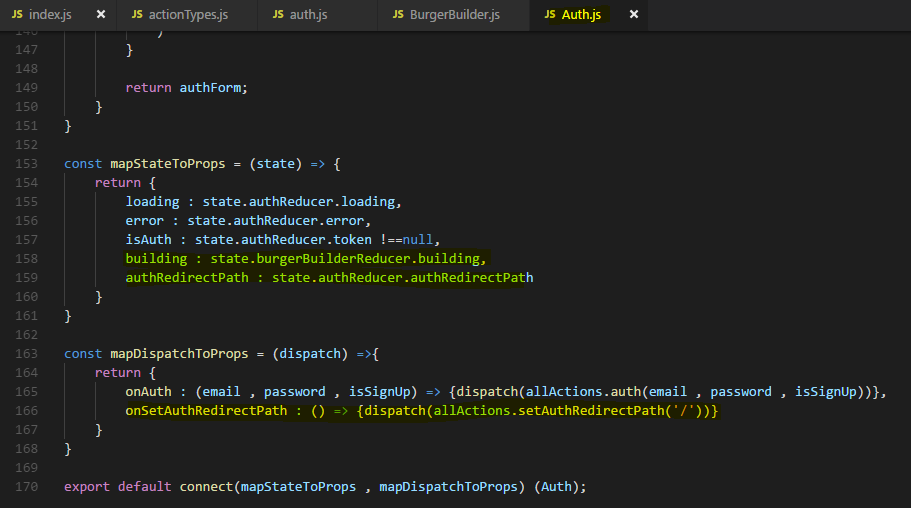 JS index.js × JS actionTypes.js JS auth.js JS BurgerBuilder.js JS Auth.js ×
146 )
147 }
148
149 return authForm;
150 }
151 }
152
153 const mapStateToProps = (state) => {
154 return {
155 loading : state.authReducer.loading,
156 error : state.authReducer.error,
157 isAuth : state.authReducer.token !==null,
158 building : state.burgerBuilderReducer.building,
159 authRedirectPath : state.authReducer.authRedirectPath
160 }
161 }
162
163 const mapDispatchToProps = (dispatch) =>{
164 return {
165 onAuth : (email , password , isSignUp) => {dispatch(allActions.auth(email , password , isSignUp))},
166 onSetAuthRedirectPath : () => {dispatch(allActions.setAuthRedirectPath('/'))}
167 }
168 }
169
170 export default connect(mapStateToProps , mapDispatchToProps) (Auth);